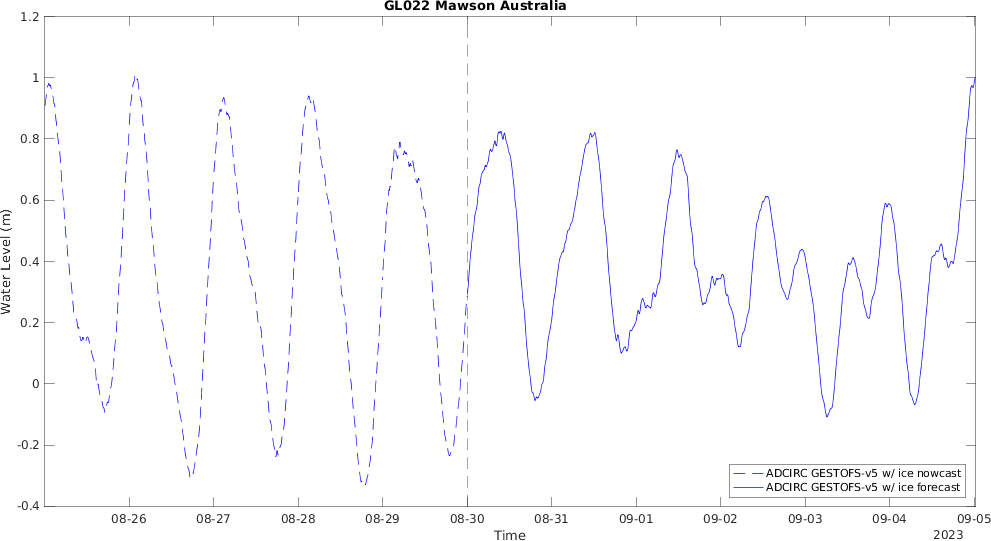 GL022 Mawson Australia
1.2
1
0.8
0.6
0.4
0.2
0
-0.2
-0.4
Water Level (m)
08-26 08-27 08-28 08-29 08-30 08-31 09-01 09-02 09-03 09-04 09-05
Time
2023
ADCIRC GESTOFS-v5 w/ ice nowcast
ADCIRC GESTOFS-v5 w/ ice forecast